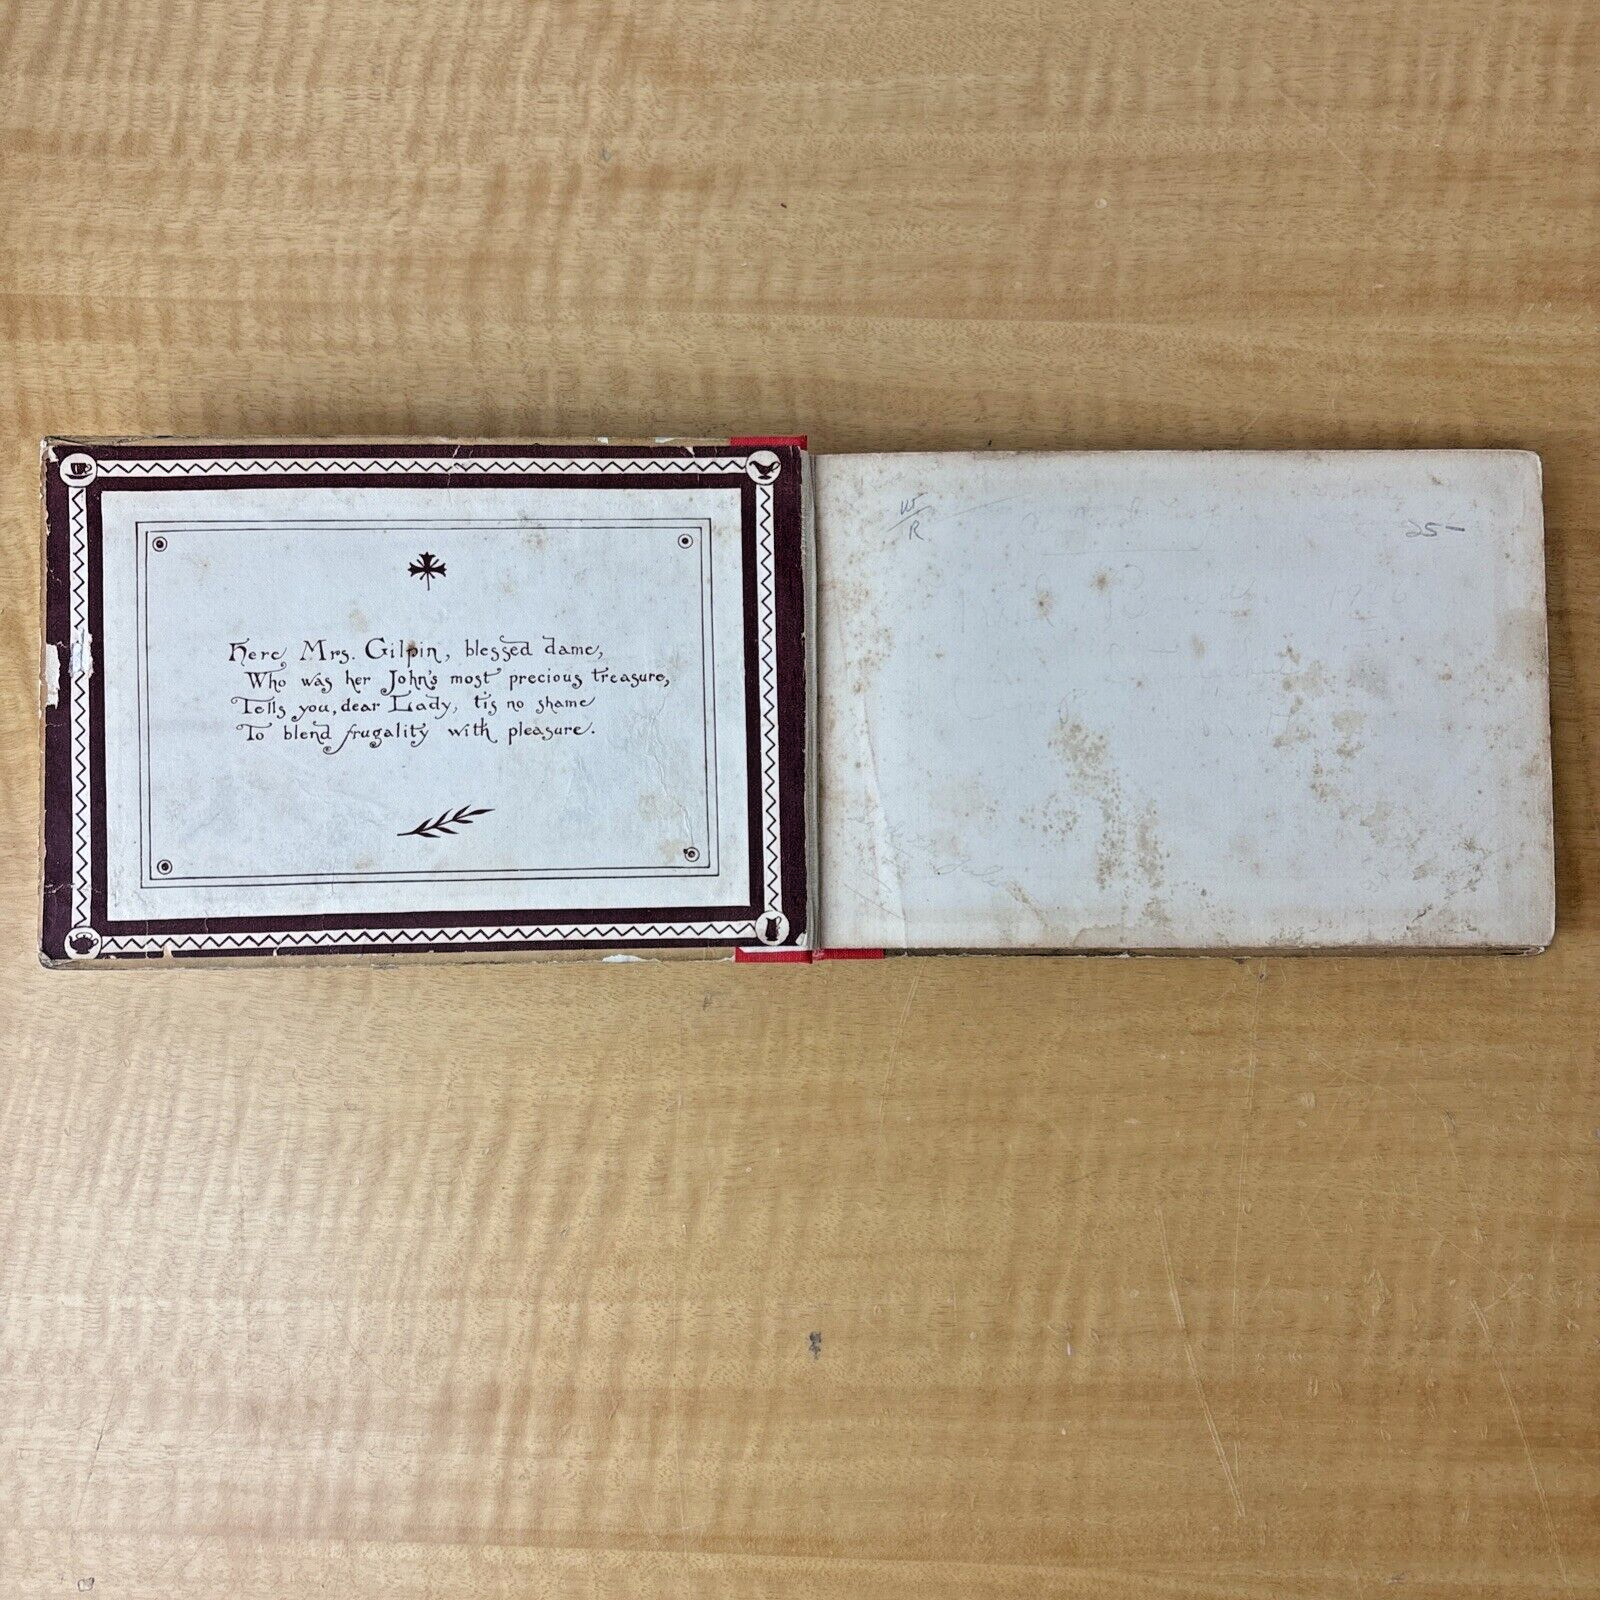 Here Mrs. Gilpin, blessed dame,
Who was her John's most precious treasure,
Tells you, dear Lady, 'tis no shame
To blend frugality with pleasure.
W
R
25-